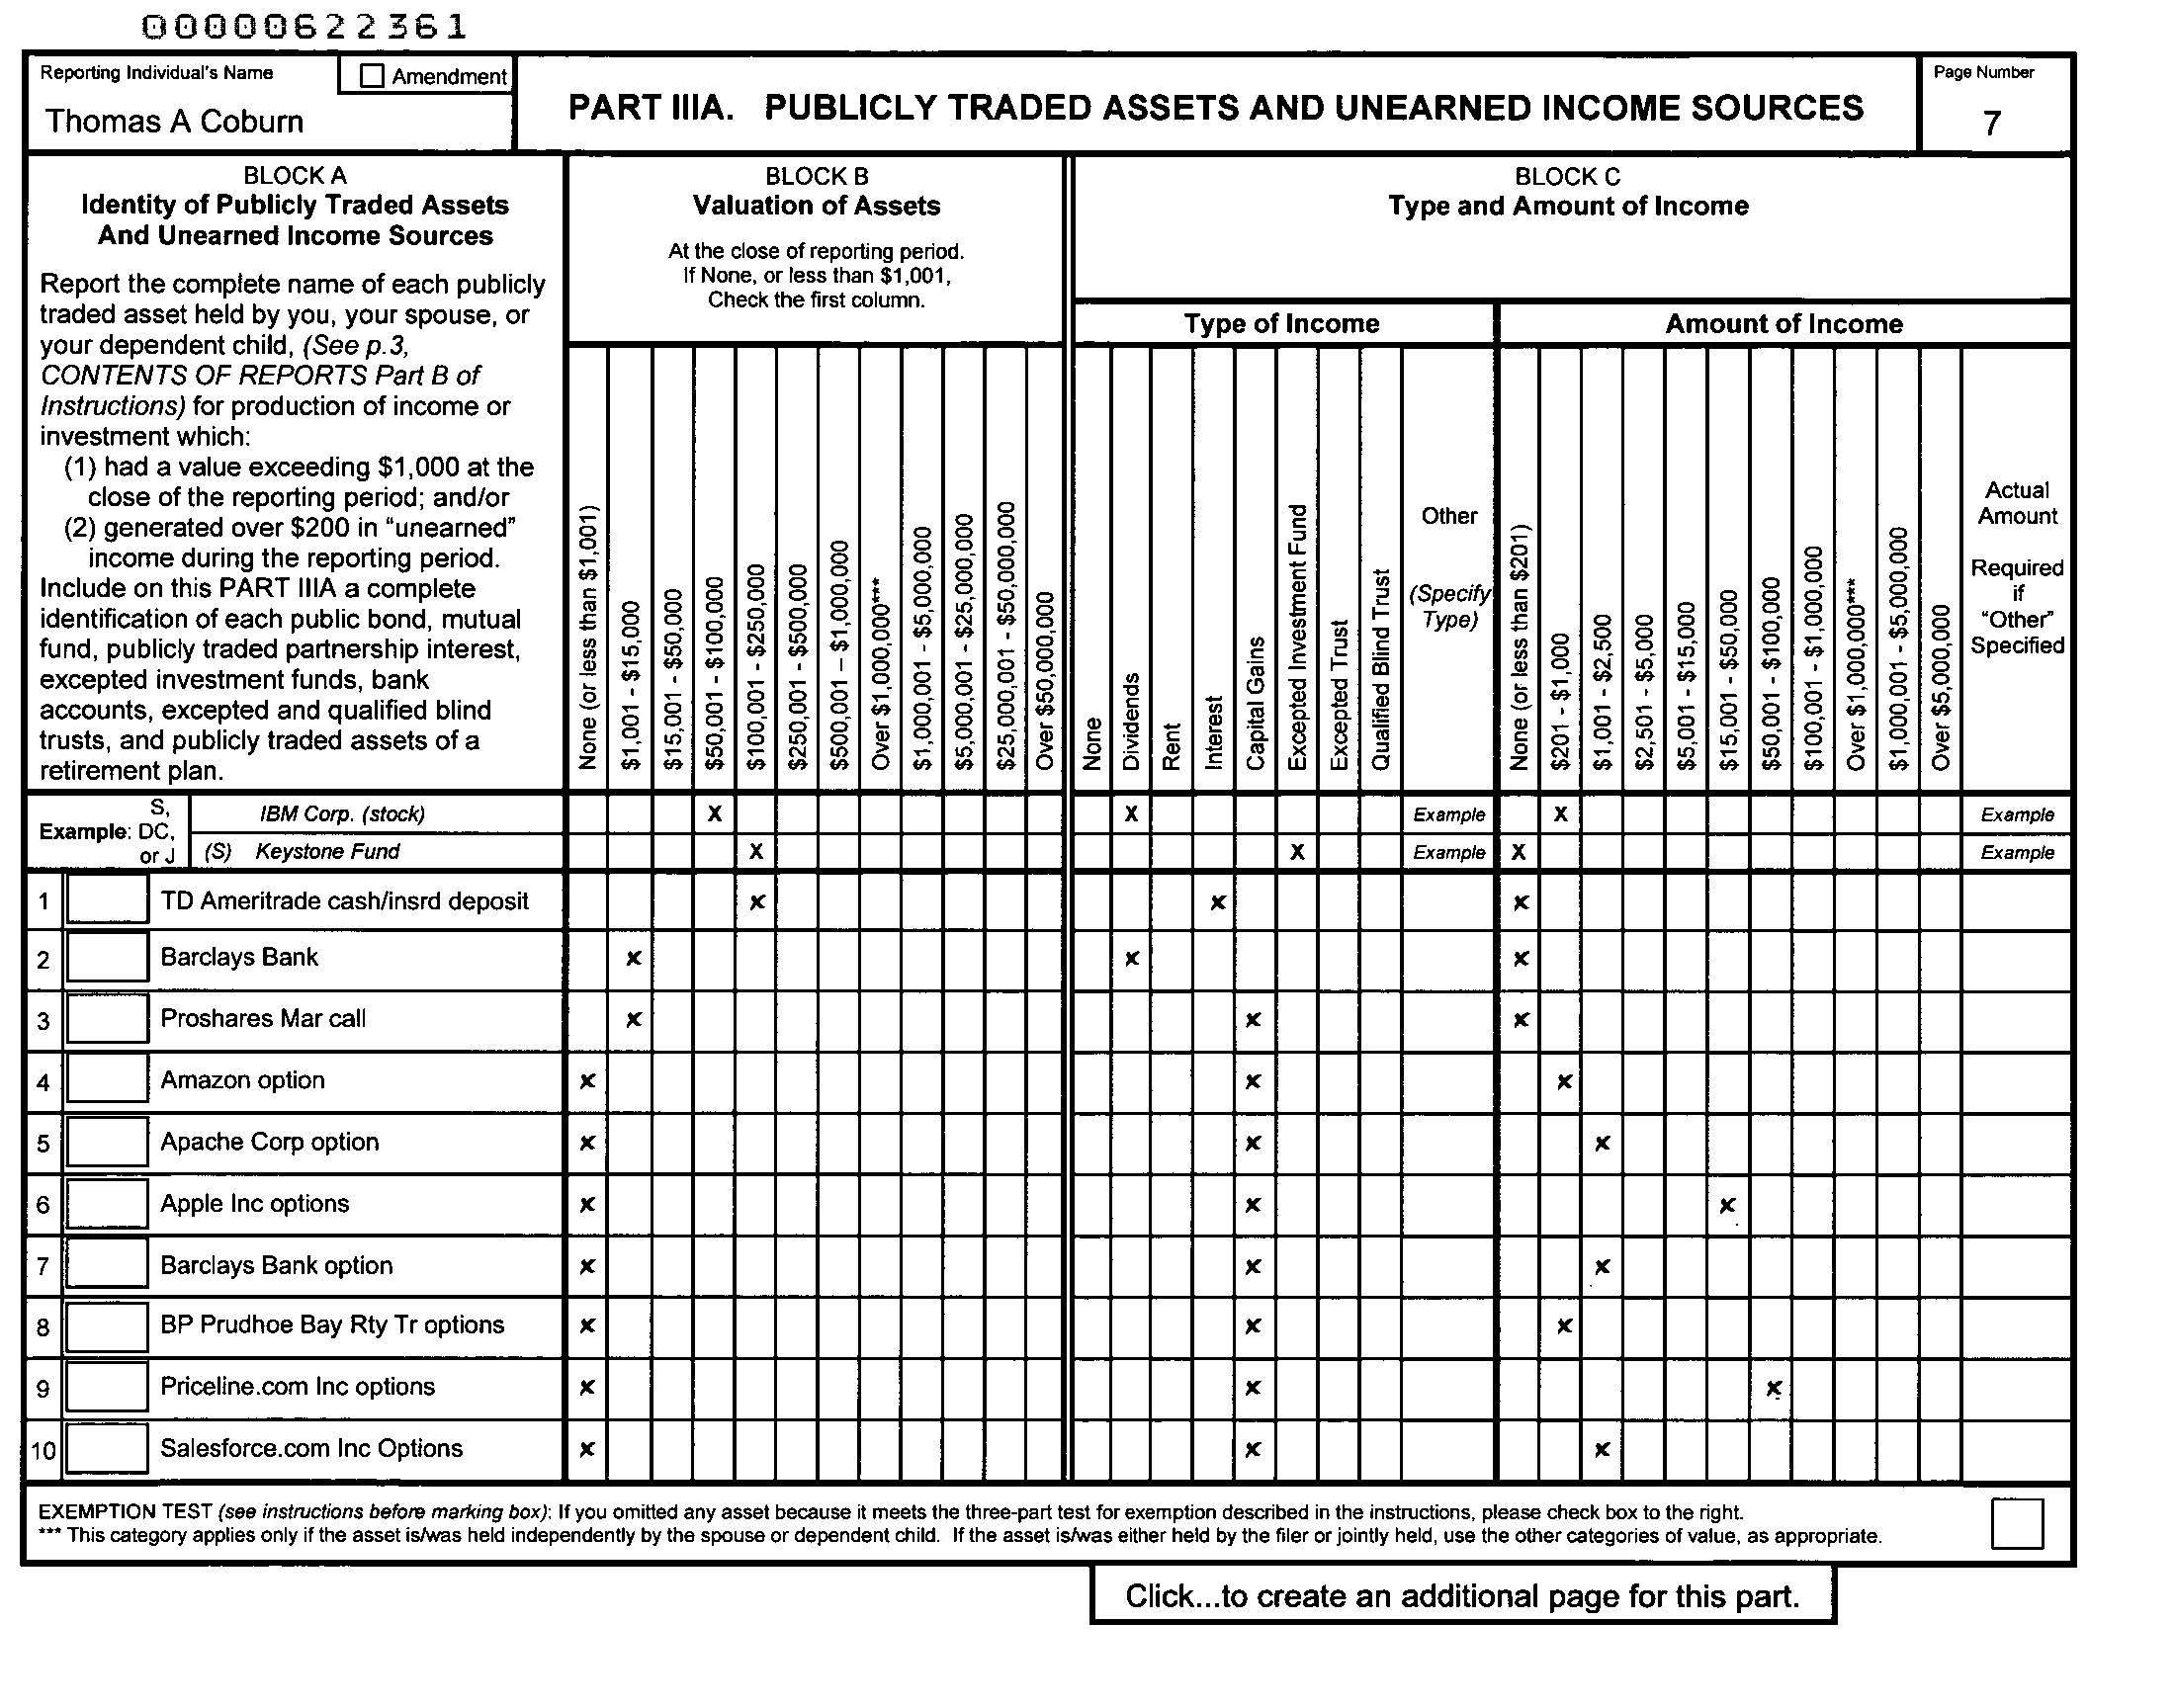 00000622361
Reporting Individual's Name
Amendment
Thomas A Coburn
PART IIIA. PUBLICLY TRADED ASSETS AND UNEARNED INCOME SOURCES
Page Number
7
BLOCK A
Identity of Publicly Traded Assets
And Unearned Income Sources
Report the complete name of each publicly
traded asset held by you, your spouse, or
your dependent child, (See p.3,
CONTENTS OF REPORTS Part B of
Instructions) for production of income or
investment which:
(1) had a value exceeding $1,000 at the
close of the reporting period; and/or
(2) generated over $200 in "unearned"
income during the reporting period.
Include on this PART IIIA a complete
identification of each public bond, mutual
fund, publicly traded partnership interest,
excepted investment funds, bank
accounts, excepted and qualified blind
trusts, and publicly traded assets of a
retirement plan.
BLOCK B
Valuation of Assets
At the close of reporting period.
If None, or less than $1,001,
Check the first column.
None (or less than $1,001)
$1,001 - $15,000
$15,001 - $50,000
$50,001 - $100,000
$100,001 - $250,000
$250,001 - $500,000
$500,001 – $1,000,000
Over $1,000,000***
$1,000,001 - $5,000,000
$5,000,001 - $25,000,000
$25,000,001 - $50,000,000
Over $50,000,000
BLOCK C
Type and Amount of Income
Type of Income
None
Dividends
Rent
Interest
Capital Gains
Excepted Investment Fund
Excepted Trust
Qualified Blind Trust
Other
(Specify
Type)
Amount of Income
None (or less than $201)
$201 - $1,000
$1,001 - $2,500
$2,501 - $5,000
$5,001 - $15,000
$15,001 - $50,000
$50,001 - $100,000
$100,001 - $1,000,000
Over $1,000,000***
$1,000,001 - $5,000,000
Over $5,000,000
Actual
Amount
Required
if
"Other"
Specified
Example: S, DC, or J
IBM Corp. (stock) X X Example X Example
(S) Keystone Fund X X Example X Example
1 TD Ameritrade cash/insrd deposit x x x
2 Barclays Bank x x x
3 Proshares Mar call x x x
4 Amazon option x x x
5 Apache Corp option x x x
6 Apple Inc options x x x
7 Barclays Bank option x x x
8 BP Prudhoe Bay Rty Tr options x x x
9 Priceline.com Inc options x x x
10 Salesforce.com Inc Options x x x
EXEMPTION TEST (see instructions before marking box): If you omitted any asset because it meets the three-part test for exemption described in the instructions, please check box to the right.
*** This category applies only if the asset is/was held independently by the spouse or dependent child. If the asset is/was either held by the filer or jointly held, use the other categories of value, as appropriate.
Click...to create an additional page for this part.